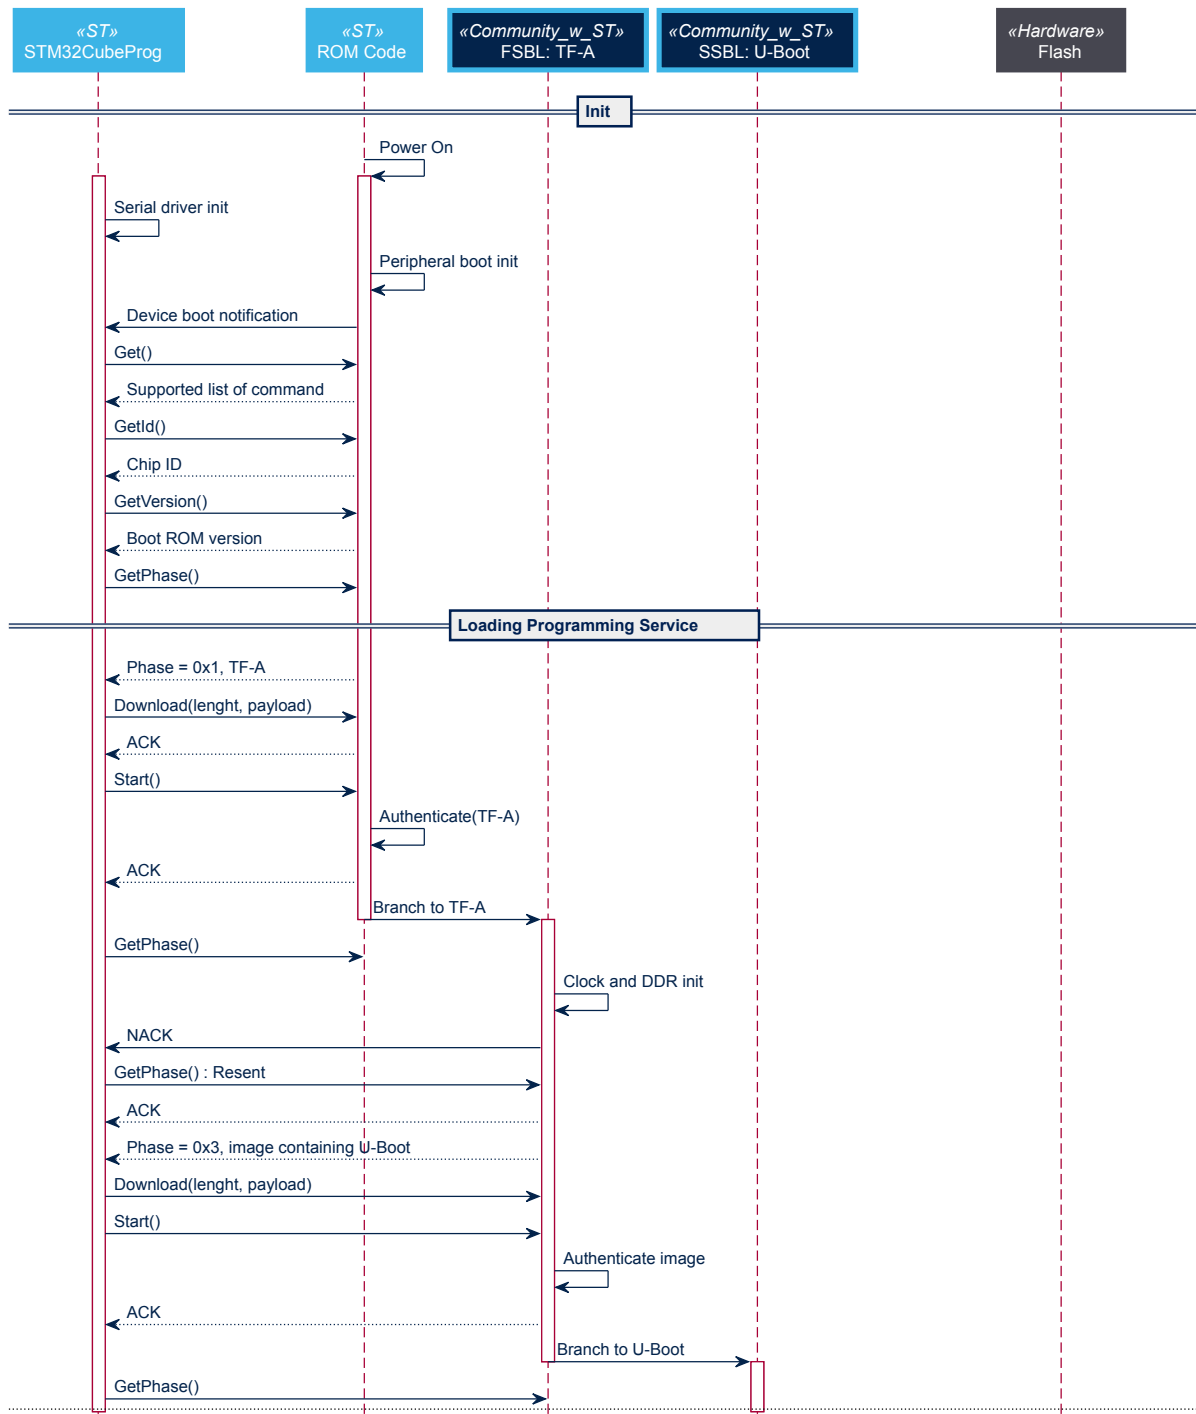 «ST»
STM32CubeProg
«ST»
ROM Code
«Community_w_ST»
FSBL: TF-A
«Community_w_ST»
SSBL: U-Boot
«Hardware»
Flash
Init
Power On
Serial driver init
Peripheral boot init
Device boot notification
Get()
Supported list of command
GetId()
Chip ID
GetVersion()
Boot ROM version
GetPhase()
Loading Programming Service
Phase = 0x1, TF-A
Download(lenght, payload)
ACK
Start()
Authenticate(TF-A)
ACK
Branch to TF-A
GetPhase()
Clock and DDR init
NACK
GetPhase() : Resent
ACK
Phase = 0x3, image containing U-Boot
Download(lenght, payload)
Start()
Authenticate image
ACK
Branch to U-Boot
GetPhase()